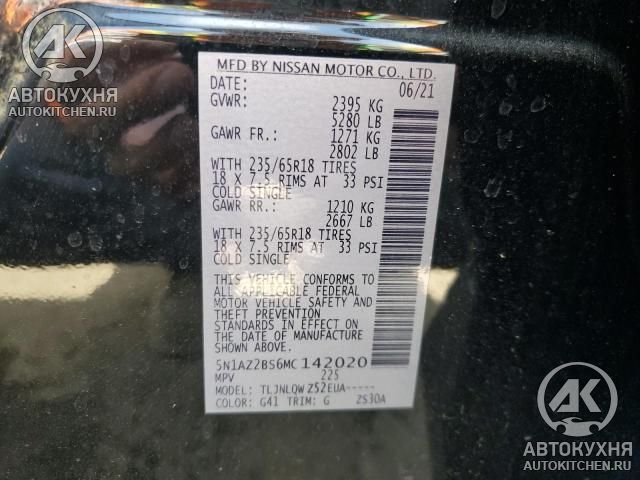 АК
АВТОКУХНЯ
AUTOKITCHEN.RU
MFD BY NISSAN MOTOR CO., LTD.
DATE: 06/21
GVWR: 2395 KG
5280 LB
GAWR FR.: 1271 KG
2802 LB
WITH 235/65R18 TIRES
18 X 7.5 RIMS AT 33 PSI
COLD SINGLE
GAWR RR.: 1210 KG
2667 LB
WITH 235/65R18 TIRES
18 X 7.5 RIMS AT 33 PSI
COLD SINGLE
THIS VEHICLE CONFORMS TO
ALL APPLICABLE FEDERAL
MOTOR VEHICLE SAFETY AND
THEFT PREVENTION
STANDARDS IN EFFECT ON
THE DATE OF MANUFACTURE
SHOWN ABOVE.
5N1AZ2BS6MC142020
MPV 225
MODEL: TLJNLQW Z52EUA-----
COLOR: G41 TRIM: G ZS30A
АК
АВТОКУХНЯ
AUTOKITCHEN.RU